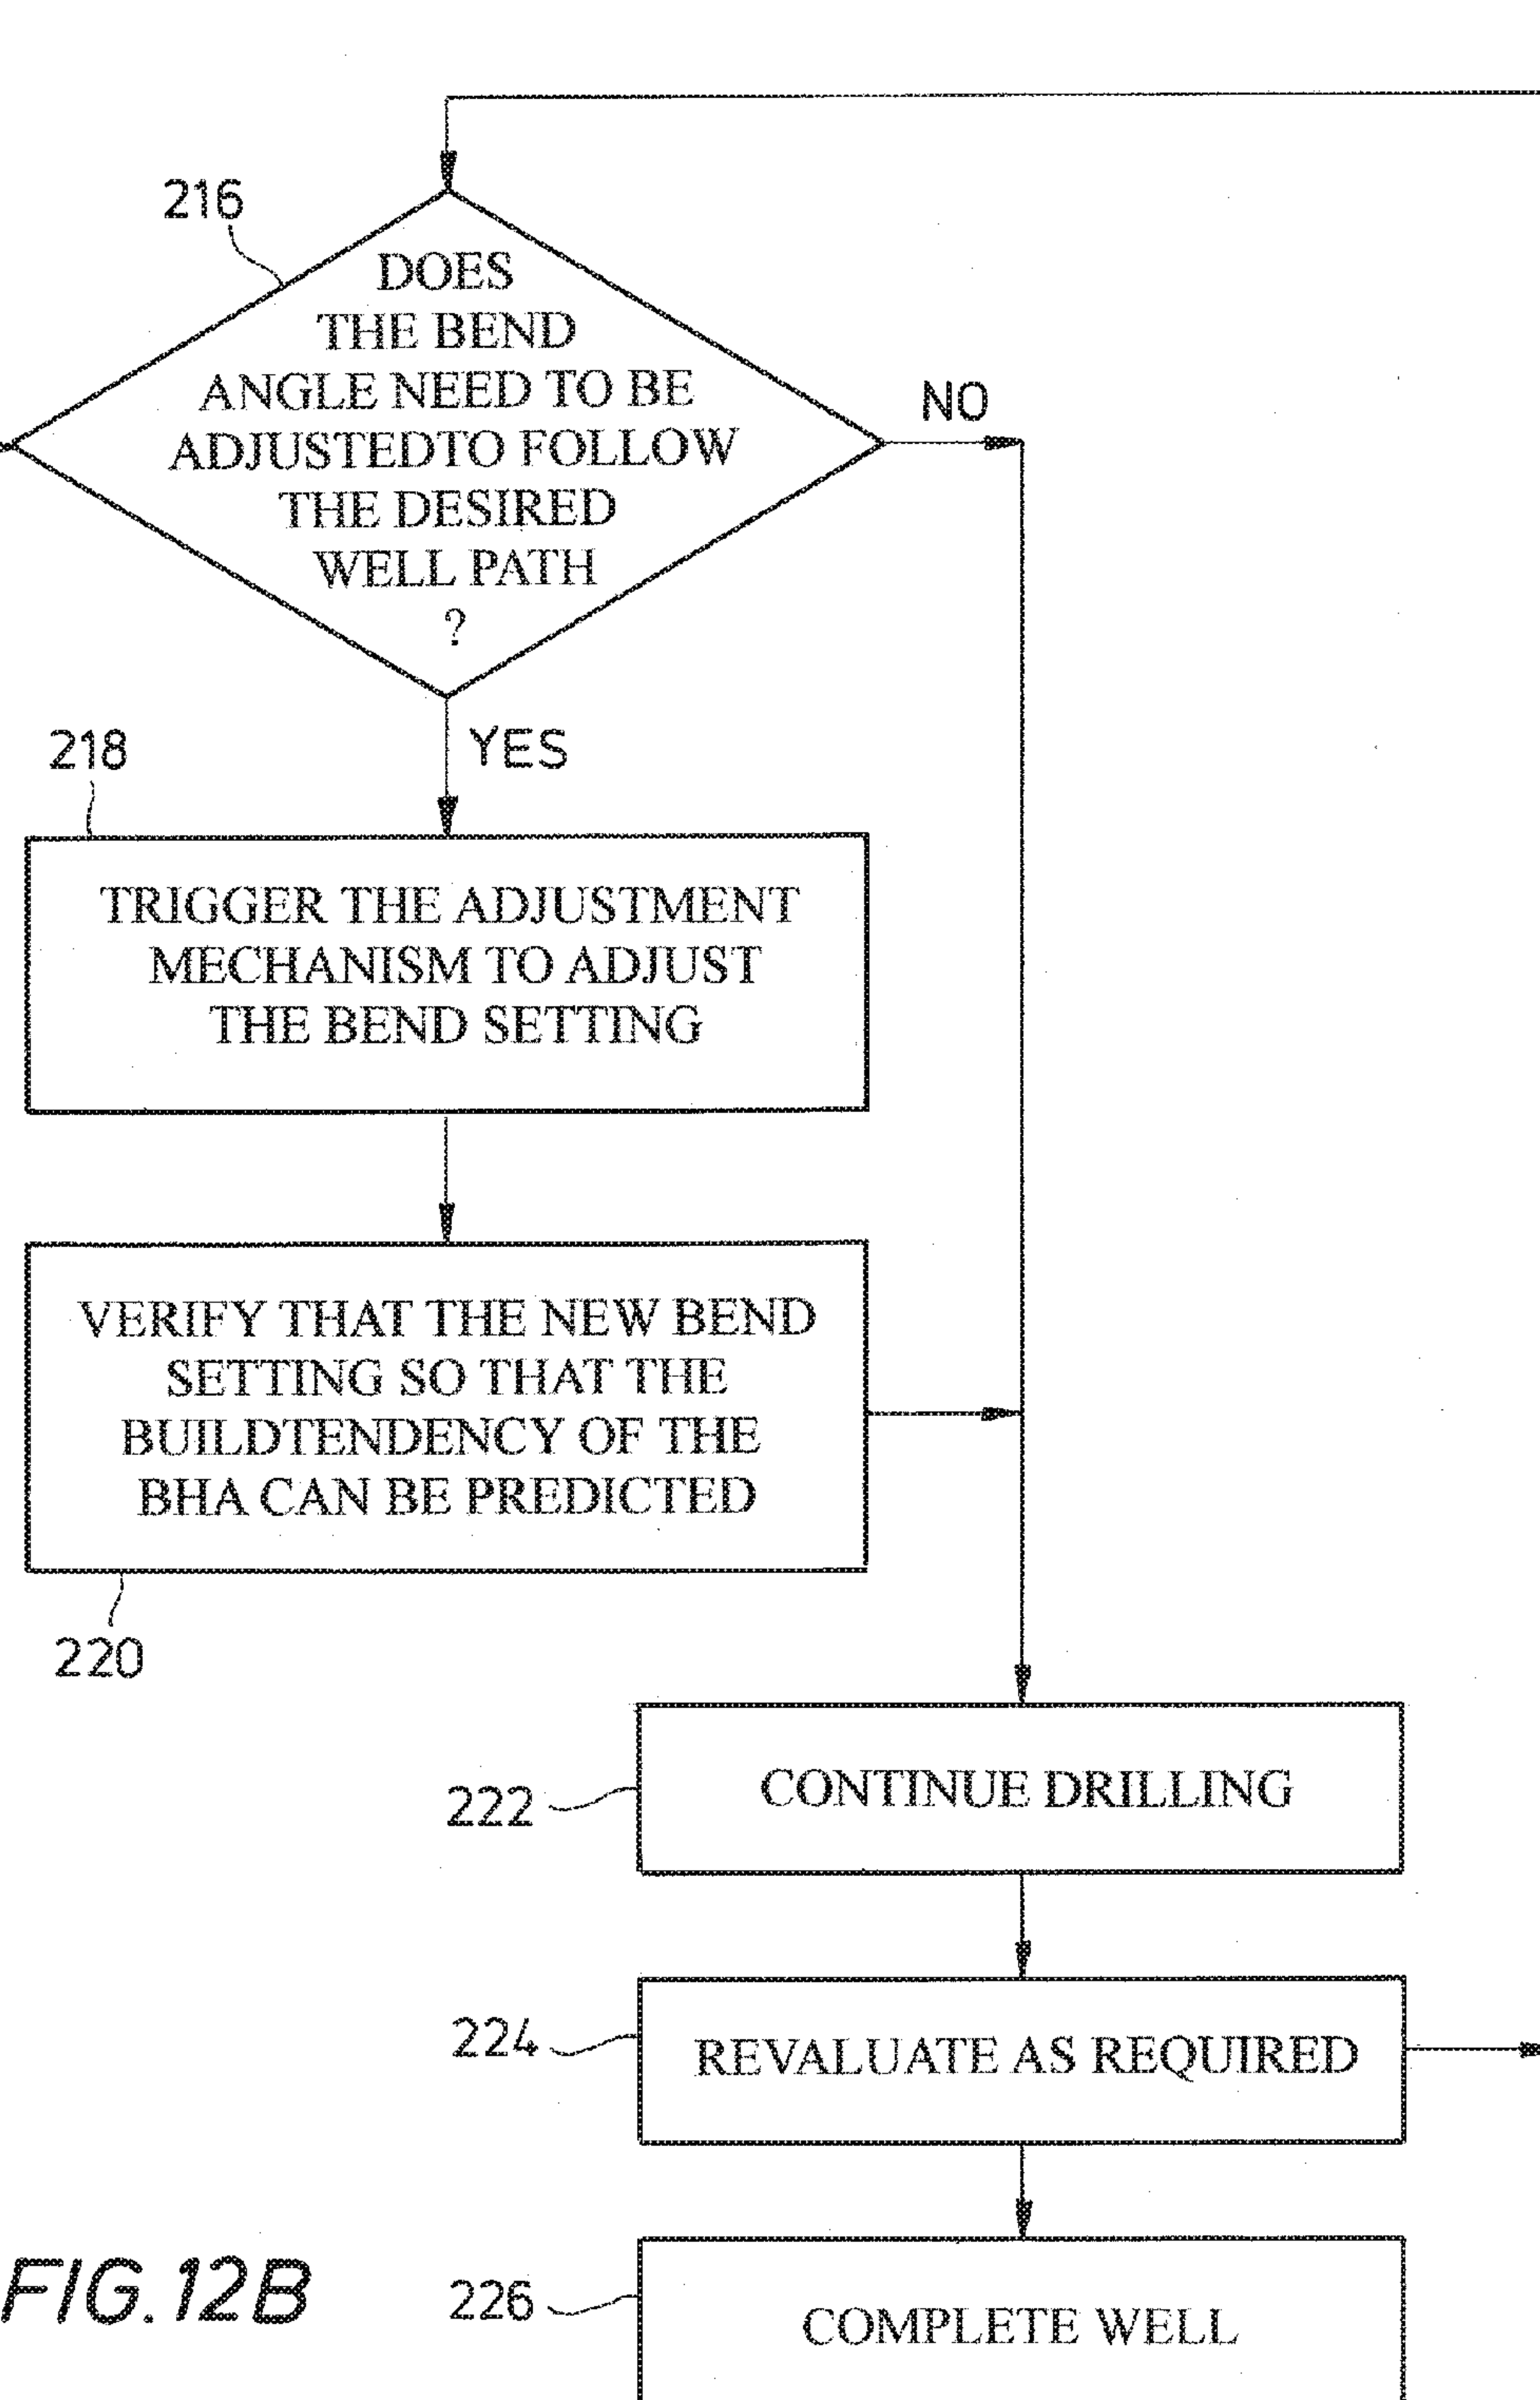 216
DOES
THE BEND
ANGLE NEED TO BE
ADJUSTEDTO FOLLOW
THE DESIRED
WELL PATH
?
NO
YES
218
TRIGGER THE ADJUSTMENT
MECHANISM TO ADJUST
THE BEND SETTING
VERIFY THAT THE NEW BEND
SETTING SO THAT THE
BUILDTENDENCY OF THE
BHA CAN BE PREDICTED
220
222
CONTINUE DRILLING
224
REVALUATE AS REQUIRED
226
COMPLETE WELL
FIG. 12B